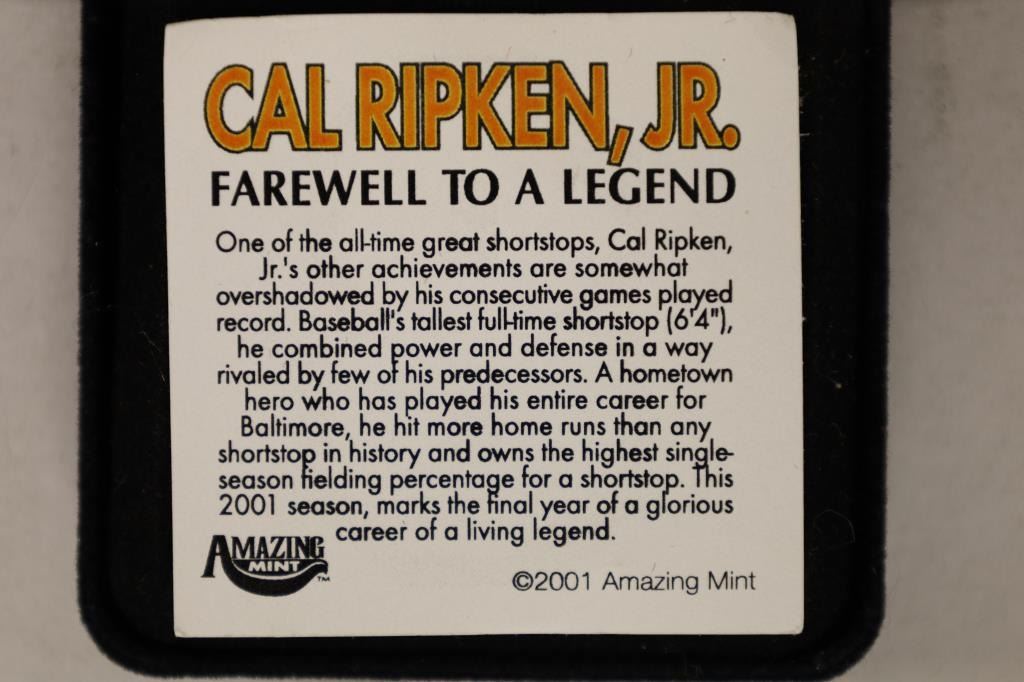 CAL RIPKEN, JR.
FAREWELL TO A LEGEND
One of the all-time great shortstops, Cal Ripken,
Jr.'s other achievements are somewhat
overshadowed by his consecutive games played
record. Baseball's tallest full-time shortstop (6'4"),
he combined power and defense in a way
rivaled by few of his predecessors. A hometown
hero who has played his entire career for
Baltimore, he hit more home runs than any
shortstop in history and owns the highest single-
season fielding percentage for a shortstop. This
2001 season, marks the final year of a glorious
career of a living legend.
AMAZING
MINT™
©2001 Amazing Mint